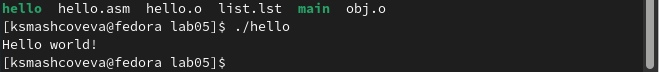 hello hello.asm hello.o list.lst main obj.o
[ksmashcoveva@fedora lab05]$ ./hello
Hello world!
[ksmashcoveva@fedora lab05]$